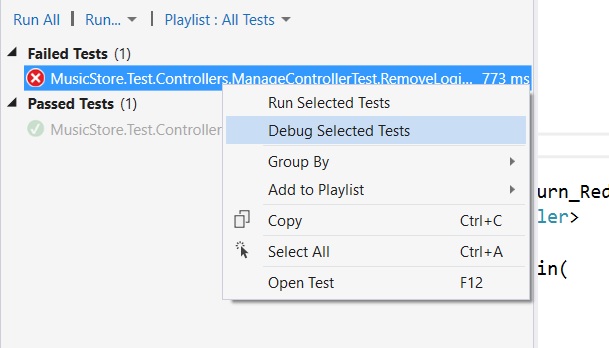 Run All | Run... | Playlist : All Tests
Failed Tests (1)
MusicStore.Test.Controllers.ManageControllerTest.RemoveLogi... 773 ms
Passed Tests (1)
MusicStore.Test.Controller
Run Selected Tests
Debug Selected Tests
Group By
Add to Playlist
Copy Ctrl+C
Select All Ctrl+A
Open Test F12
urn_Red
ller>
in(